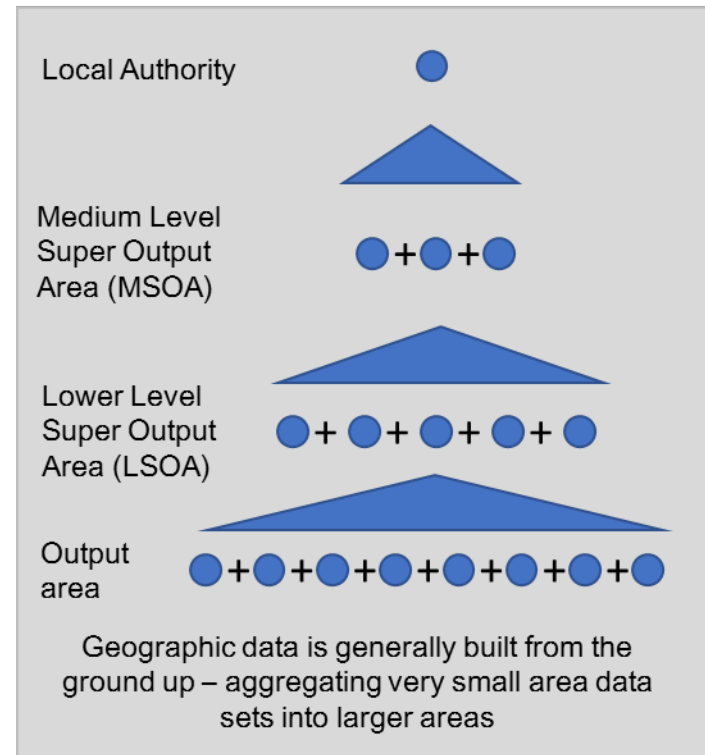 Local Authority
Medium Level
Super Output
Area (MSOA)
+ +
Lower Level
Super Output
Area (LSOA)
+ + + +
Output
area
+ + + + + + +
Geographic data is generally built from the
ground up – aggregating very small area data
sets into larger areas